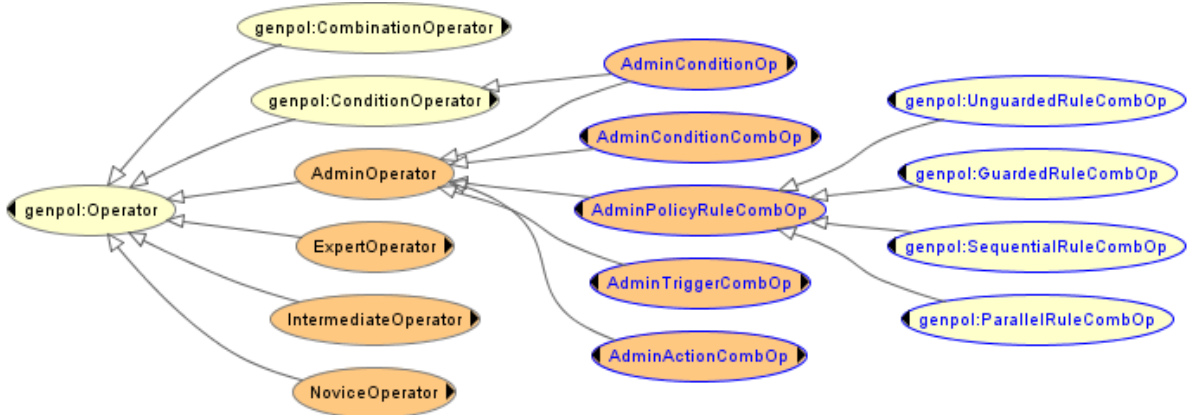 genpol:CombinationOperator
AdminConditionOp
genpol:ConditionOperator
genpol:UnguardedRuleCombOp
AdminConditionCombOp
AdminOperator
genpol:GuardedRuleCombOp
genpol:Operator
AdminPolicyRuleCombOp
ExpertOperator
genpol:SequentialRuleCombOp
AdminTriggerCombOp
IntermediateOperator
genpol:ParallelRuleCombOp
AdminActionCombOp
NoviceOperator